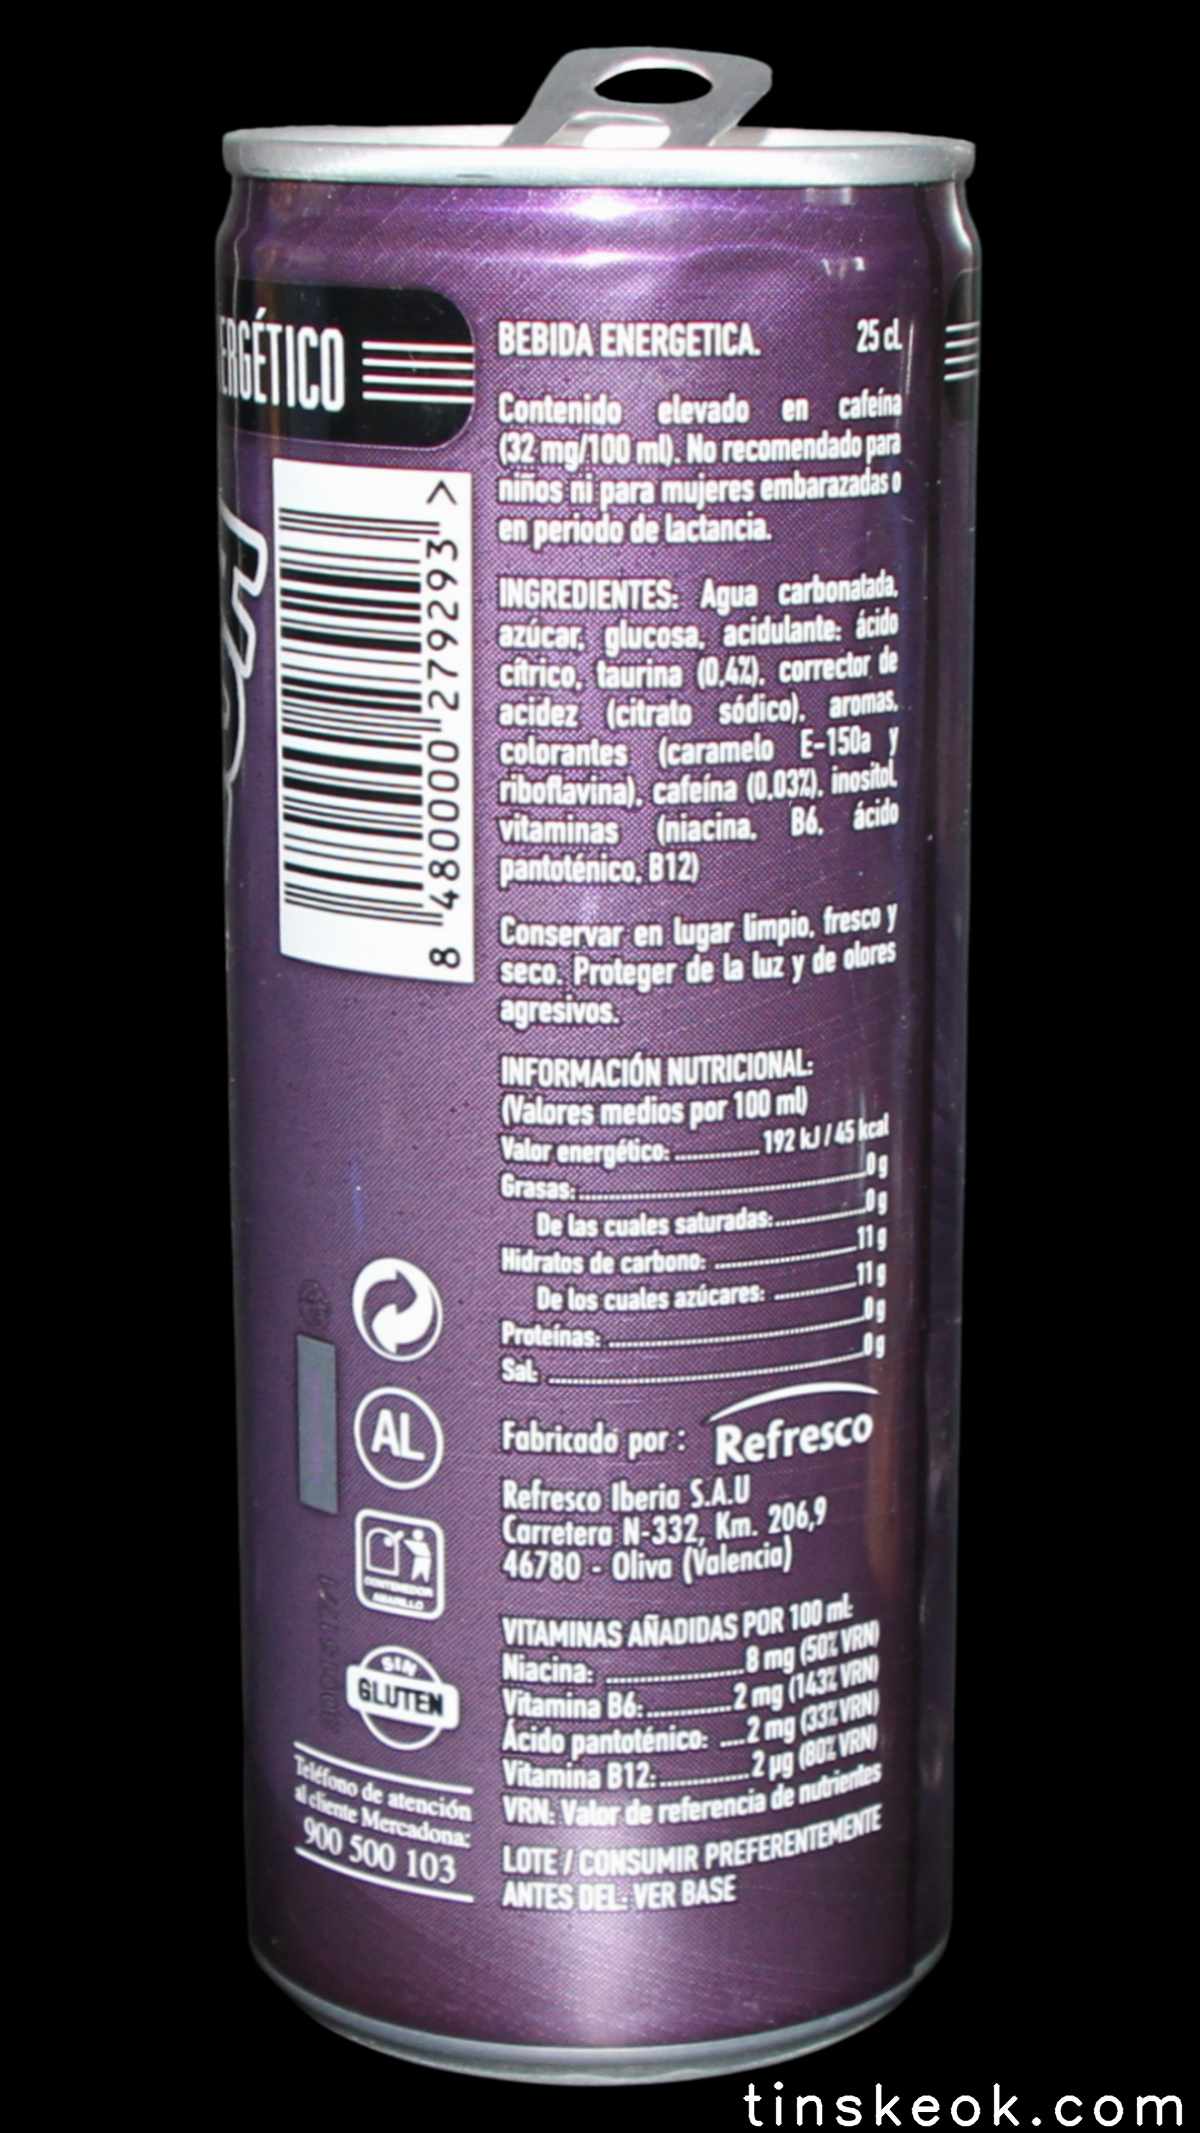 ERGÉTICO
8 480000 279293 >
AL
CONTENEDOR
AMARILLO
SIN
GLUTEN
Teléfono de atención
al cliente Mercadona:
900 500 103
BEBIDA ENERGETICA. 25 cl.
Contenido elevado en cafeína
(32 mg/100 ml). No recomendado para
niños ni para mujeres embarazadas o
en periodo de lactancia.
INGREDIENTES: Agua carbonatada,
azúcar, glucosa, acidulante: ácido
cítrico, taurina (0,4%), corrector de
acidez (citrato sódico), aromas,
colorantes (caramelo E-150a y
riboflavina), cafeína (0,03%), inositol,
vitaminas (niacina, B6, ácido
pantoténico, B12)
Conservar en lugar limpio, fresco y
seco. Proteger de la luz y de olores
agresivos.
INFORMACIÓN NUTRICIONAL:
(Valores medios por 100 ml)
Valor energético: ............ 192 kJ / 45 kcal
Grasas: ............ 0 g
De las cuales saturadas: ............ 0 g
Hidratos de carbono: ............ 11 g
De los cuales azúcares: ............ 11 g
Proteínas: ............ 0 g
Sal: ............ 0 g
Fabricado por : Refresco
Refresco Iberia S.A.U
Carretera N-332, Km. 206,9
46780 - Oliva (Valencia)
VITAMINAS AÑADIDAS POR 100 ml:
Niacina: ............ 8 mg (50% VRN)
Vitamina B6: ............ 2 mg (143% VRN)
Ácido pantoténico: .... 2 mg (33% VRN)
Vitamina B12: ............ 2 µg (80% VRN)
VRN: Valor de referencia de nutrientes
LOTE / CONSUMIR PREFERENTEMENTE
ANTES DEL: VER BASE
tinskeok.com